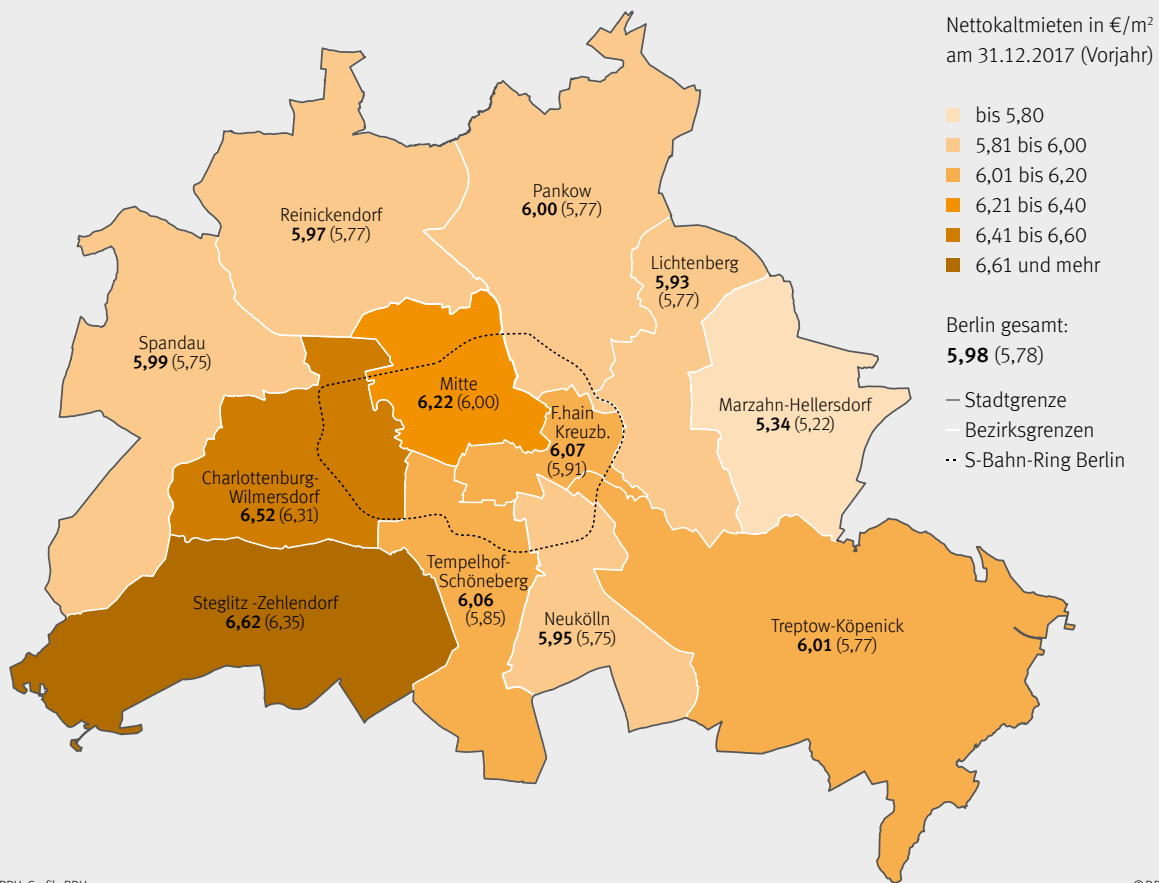 Nettokaltmieten in €/m²
am 31.12.2017 (Vorjahr)
bis 5,80
5,81 bis 6,00
6,01 bis 6,20
6,21 bis 6,40
6,41 bis 6,60
6,61 und mehr
Berlin gesamt:
5,98 (5,78)
Stadtgrenze
Bezirksgrenzen
S-Bahn-Ring Berlin
Pankow
6,00 (5,77)
Reinickendorf
5,97 (5,77)
Lichtenberg
5,93
(5,77)
Spandau
5,99 (5,75)
Mitte
6,22 (6,00)
F.hain
Kreuzb.
6,07
(5,91)
Marzahn-Hellersdorf
5,34 (5,22)
Charlottenburg-
Wilmersdorf
6,52 (6,31)
Tempelhof-
Schöneberg
6,06
(5,85)
Steglitz -Zehlendorf
6,62 (6,35)
Neukölln
5,95 (5,75)
Treptow-Köpenick
6,01 (5,77)